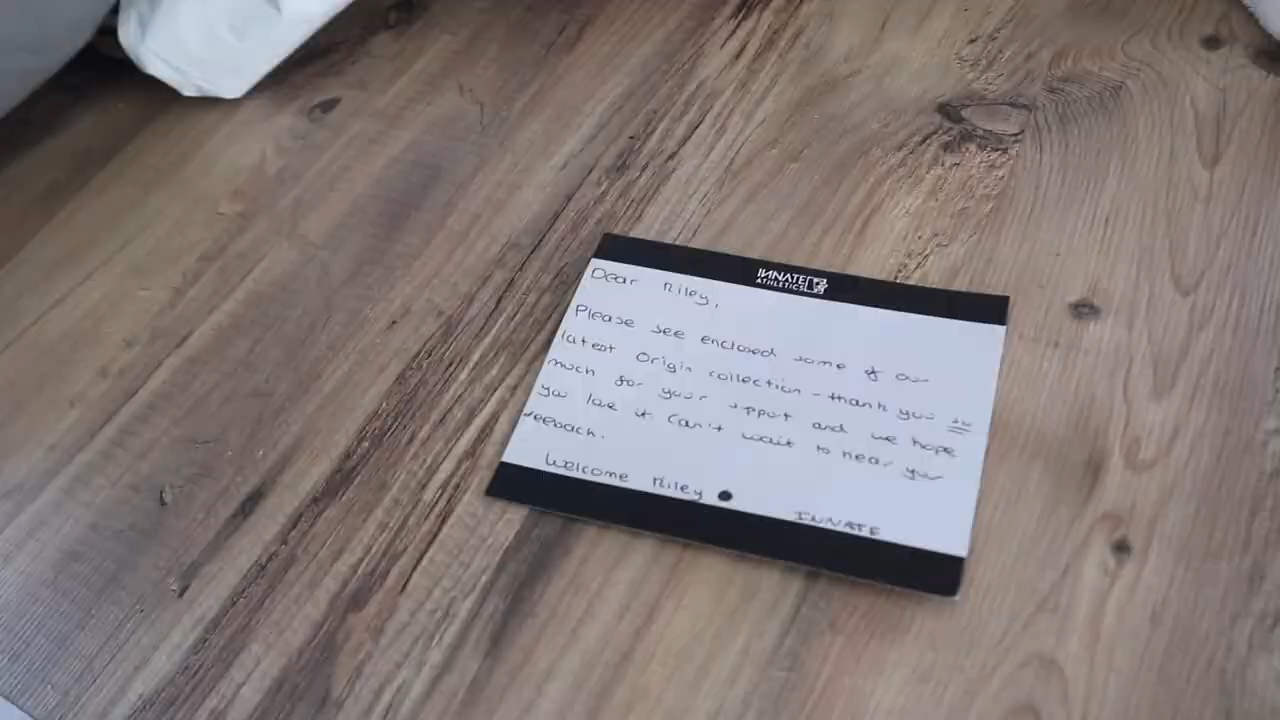 INNATE
ATHLETICS
Dear Riley,
Please see enclosed some of our
latest Origin collection - thank you so
much for your support and we hope
you love it. Can't wait to hear your
feeback.
Welcome Riley
INNATE